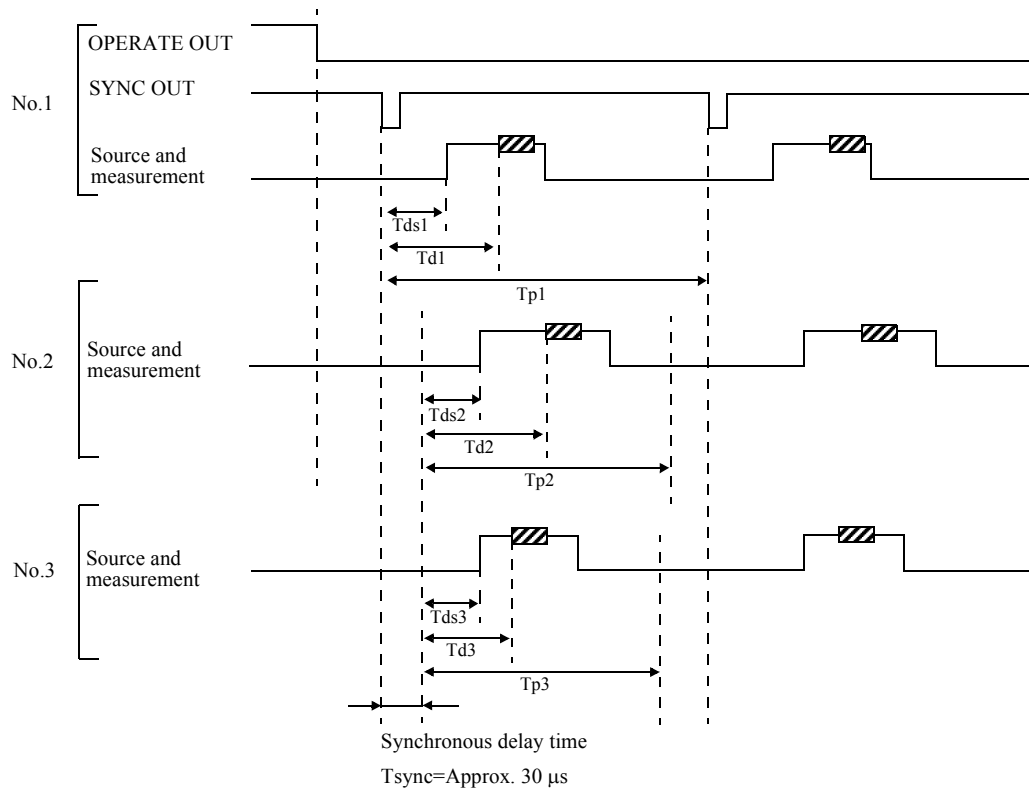 OPERATE OUT
SYNC OUT
No.1
Source and
measurement
Tds1
Td1
Tp1
No.2
Source and
measurement
Tds2
Td2
Tp2
No.3
Source and
measurement
Tds3
Td3
Tp3
Synchronous delay time
Tsync=Approx. 30 μs